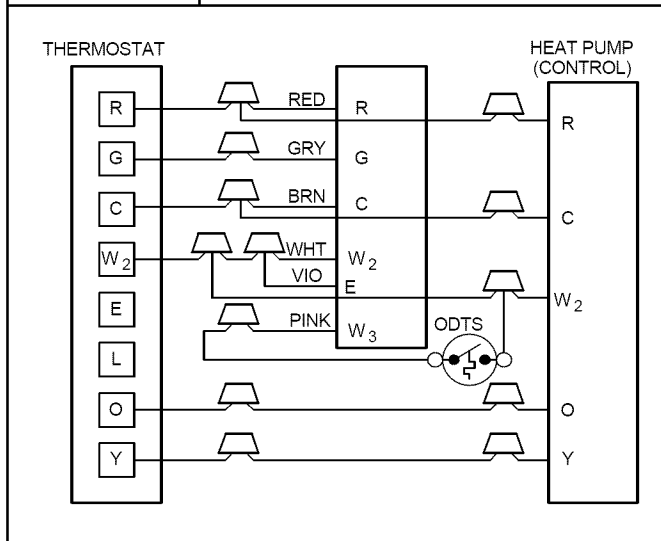 THERMOSTAT
HEAT PUMP
(CONTROL)
R
RED
R
R
G
GRY
G
C
BRN
C
C
W2
WHT
W2
VIO
E
W2
E
PINK
W3
ODTS
L
O
O
Y
Y